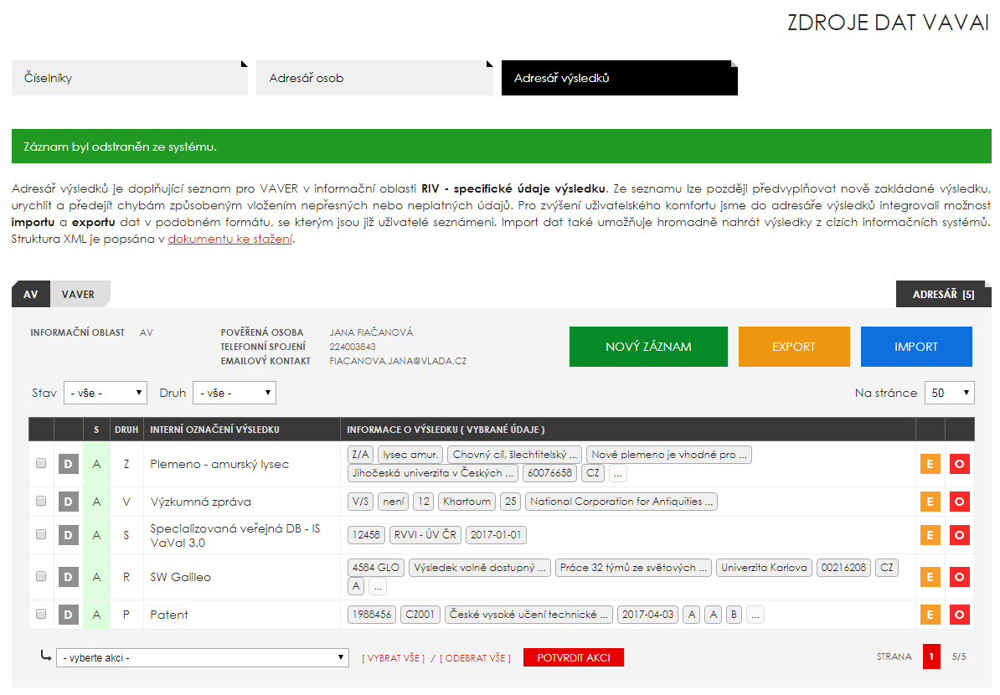 ZDROJE DAT VAVAI
Číselníky Adresář osob Adresář výsledků
Záznam byl odstraněn ze systému.
Adresář výsledků je doplňující seznam pro VAVER v informační oblasti RIV - specifické údaje výsledku. Ze seznamu lze později předvyplňovat nově zakládané výsledku,
urychlit a předejít chybám způsobeným vložením nepřesných nebo neplatných údajů. Pro zvýšení uživatelského komfortu jsme do adresáře výsledků integrovali možnost
importu a exportu dat v podobném formátu, se kterým jsou již uživatelé seznámeni. Import dat také umožňuje hromadně nahrát výsledky z cizích informačních systémů.
Struktura XML je popsána v dokumentu ke stažení.
AV VAVER ADRESÁŘ [5]
INFORMAČNÍ OBLAST AV POVĚŘENÁ OSOBA JANA FIAČANOVÁ
TELEFONNÍ SPOJENÍ 224003843
EMAILOVÝ KONTAKT FIACANOVA.JANA@VLADA.CZ
NOVÝ ZÁZNAM EXPORT IMPORT
Stav - vše - Druh - vše - Na stránce 50
S DRUH INTERNÍ OZNAČENÍ VÝSLEDKU INFORMACE O VÝSLEDKU ( VYBRANÉ ÚDAJE )
D A Z Plemeno - amurský lysec Z/A lysec amur. Chovný cíl, šlechtitelský ... Nové plemeno je vhodné pro ... E O
Jihočeská univerzita v Českých ... 60076658 CZ ...
D A V Výzkumná zpráva V/S není 12 Khartoum 25 National Corporation for Antiquities ... E O
D A S Specializovaná veřejná DB - IS VaVaI 3.0 12458 RVVI - ÚV ČR 2017-01-01 E O
D A R SW Galileo 4584 GLO Výsledek volně dostupný ... Práce 32 týmů ze světových ... Univerzita Karlova 00216208 CZ E O
A ...
D A P Patent 1988456 CZ001 České vysoké učení technické ... 2017-04-03 A A B ... E O
- vyberte akci - [ VYBRAT VŠE ] / [ ODEBRAT VŠE ] POTVRDIT AKCI STRANA 1 5/5